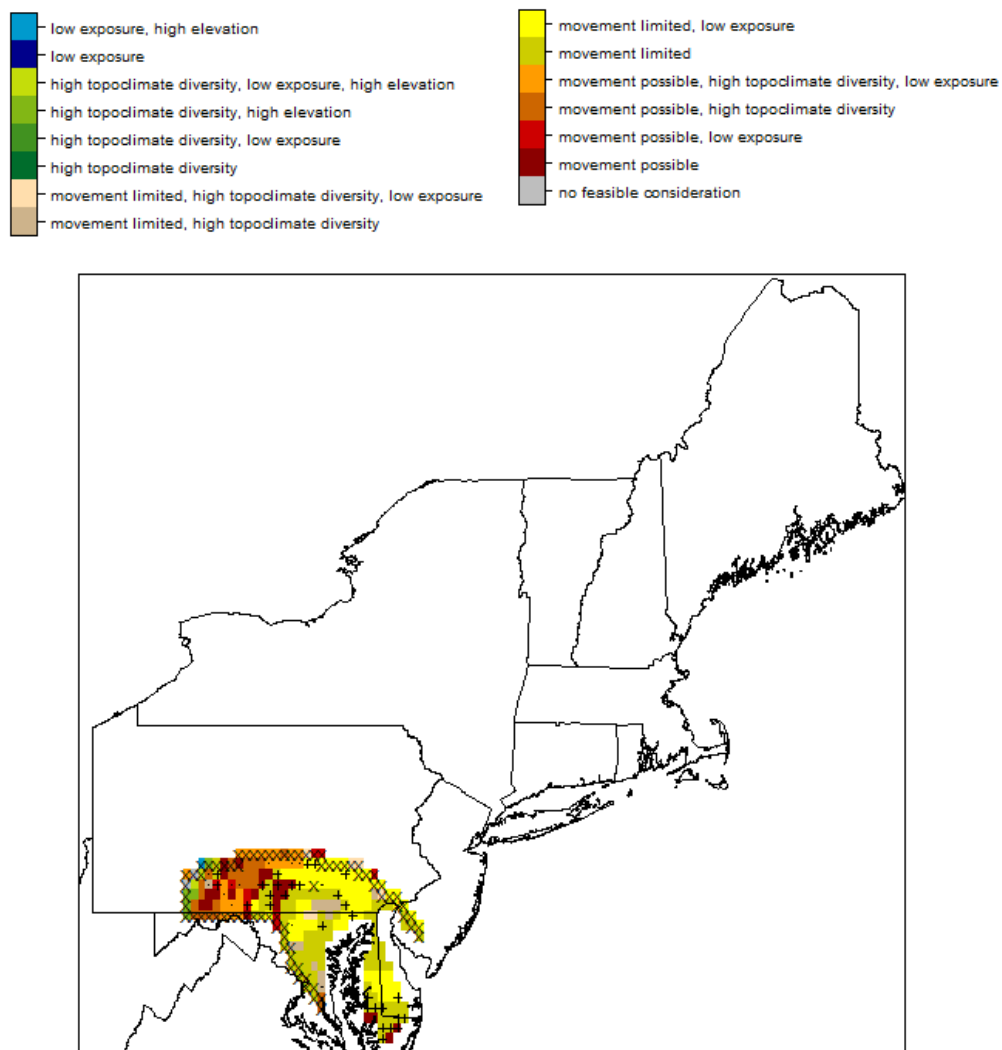 low exposure, high elevation
low exposure
high topoclimate diversity, low exposure, high elevation
high topoclimate diversity, high elevation
high topoclimate diversity, low exposure
high topoclimate diversity
movement limited, high topoclimate diversity, low exposure
movement limited, high topoclimate diversity
movement limited, low exposure
movement limited
movement possible, high topoclimate diversity, low exposure
movement possible, high topoclimate diversity
movement possible, low exposure
movement possible
no feasible consideration